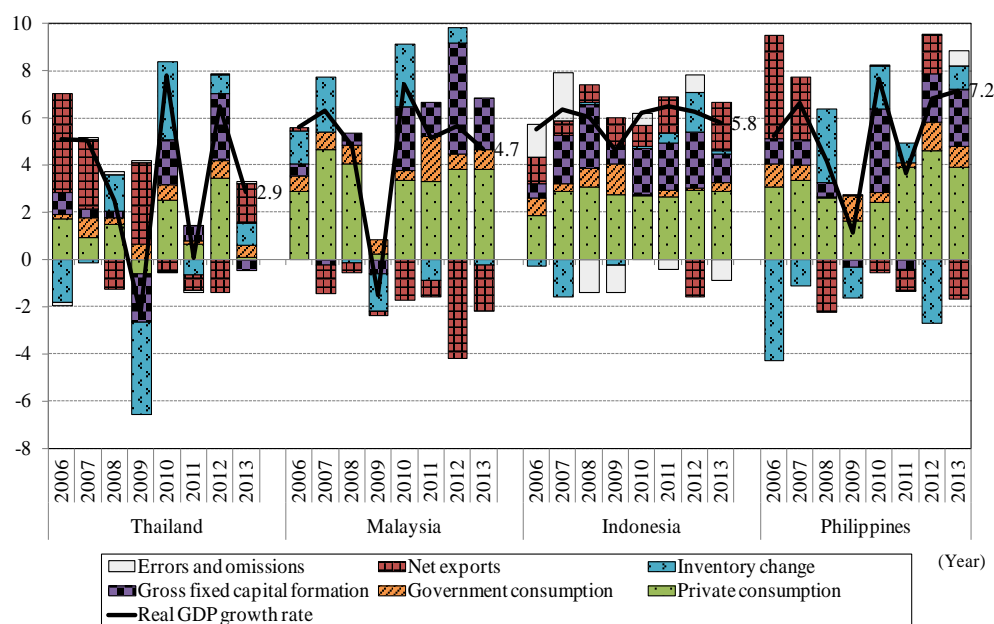 10
8
6
4
2
0
-2
-4
-6
-8
2.9
4.7
5.8
7.2
2006 2007 2008 2009 2010 2011 2012 2013 2006 2007 2008 2009 2010 2011 2012 2013 2006 2007 2008 2009 2010 2011 2012 2013 2006 2007 2008 2009 2010 2011 2012 2013
Thailand Malaysia Indonesia Philippines
(Year)
Errors and omissions Net exports Inventory change
Gross fixed capital formation Government consumption Private consumption
Real GDP growth rate